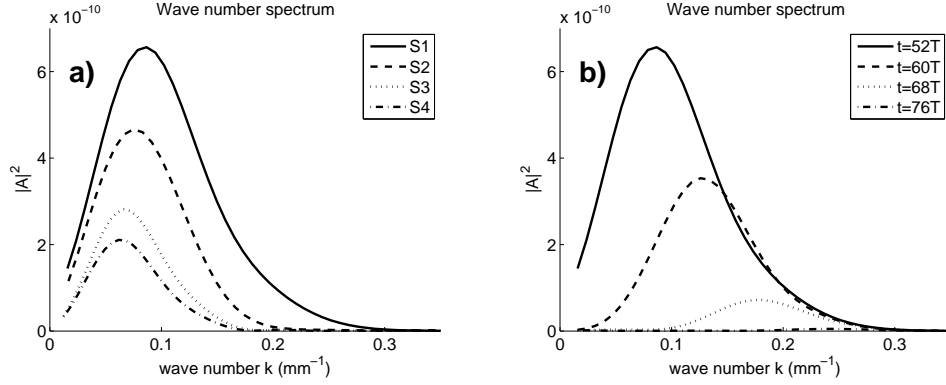 Wave number spectrum
x 10⁻¹⁰
a)
S1
S2
S3
S4
6
4
2
0
|A|²
0
0.1
0.2
0.3
wave number k (mm⁻¹)
Wave number spectrum
x 10⁻¹⁰
b)
t=52T
t=60T
t=68T
t=76T
6
4
2
0
|A|²
0
0.1
0.2
0.3
wave number k (mm⁻¹)